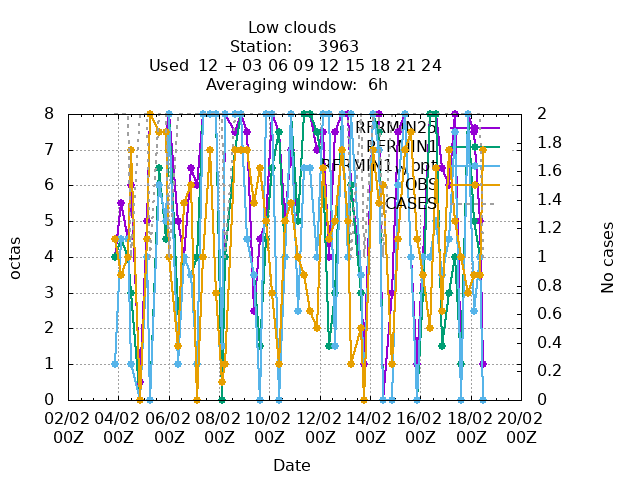 Low clouds
Station: 3963
Used 12 + 03 06 09 12 15 18 21 24
Averaging window: 6h
8
7
6
5
4
3
2
1
0
octas
2
1.8
1.6
1.4
1.2
1
0.8
0.6
0.4
0.2
0
No cases
RFRMIN25
RFRMIN1
RFRMIN11_opt
OBS
CASES
02/02 04/02 06/02 08/02 10/02 12/02 14/02 16/02 18/02 20/02
00Z 00Z 00Z 00Z 00Z 00Z 00Z 00Z 00Z 00Z
Date